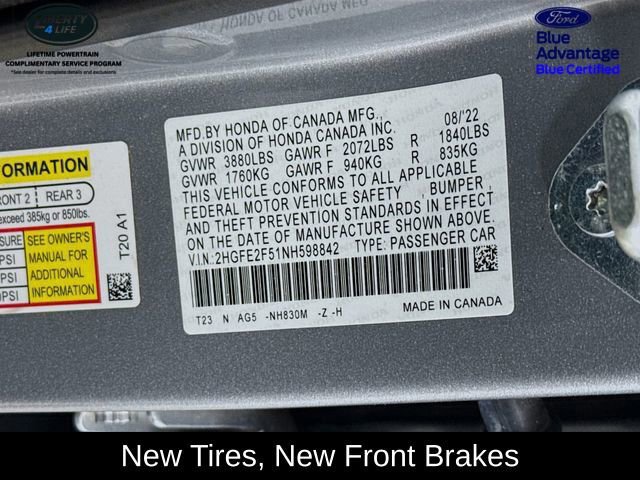 LIBERTY
4 LIFE
LIFETIME POWERTRAIN
COMPLIMENTARY SERVICE PROGRAM
*See dealer for complete details and exclusions
Ford
Blue
Advantage
Blue Certified
FORMATION
RONT 2 REAR 3
exceed 385kg or 850lbs.
SURE SEE OWNER'S
PSI MANUAL FOR
PSI ADDITIONAL
0PSI INFORMATION
T20 A1
MFD.BY HONDA OF CANADA MFG., 08/'22
A DIVISION OF HONDA CANADA INC.
GVWR 3880LBS GAWR F 2072LBS R 1840LBS
GVWR 1760KG GAWR F 940KG R 835KG
THIS VEHICLE CONFORMS TO ALL APPLICABLE
FEDERAL MOTOR VEHICLE SAFETY, BUMPER,
AND THEFT PREVENTION STANDARDS IN EFFECT
ON THE DATE OF MANUFACTURE SHOWN ABOVE.
V.I.N.:2HGFE2F51NH598842 TYPE: PASSENGER CAR
T23 N AG5 -NH830M -Z -H MADE IN CANADA
New Tires, New Front Brakes